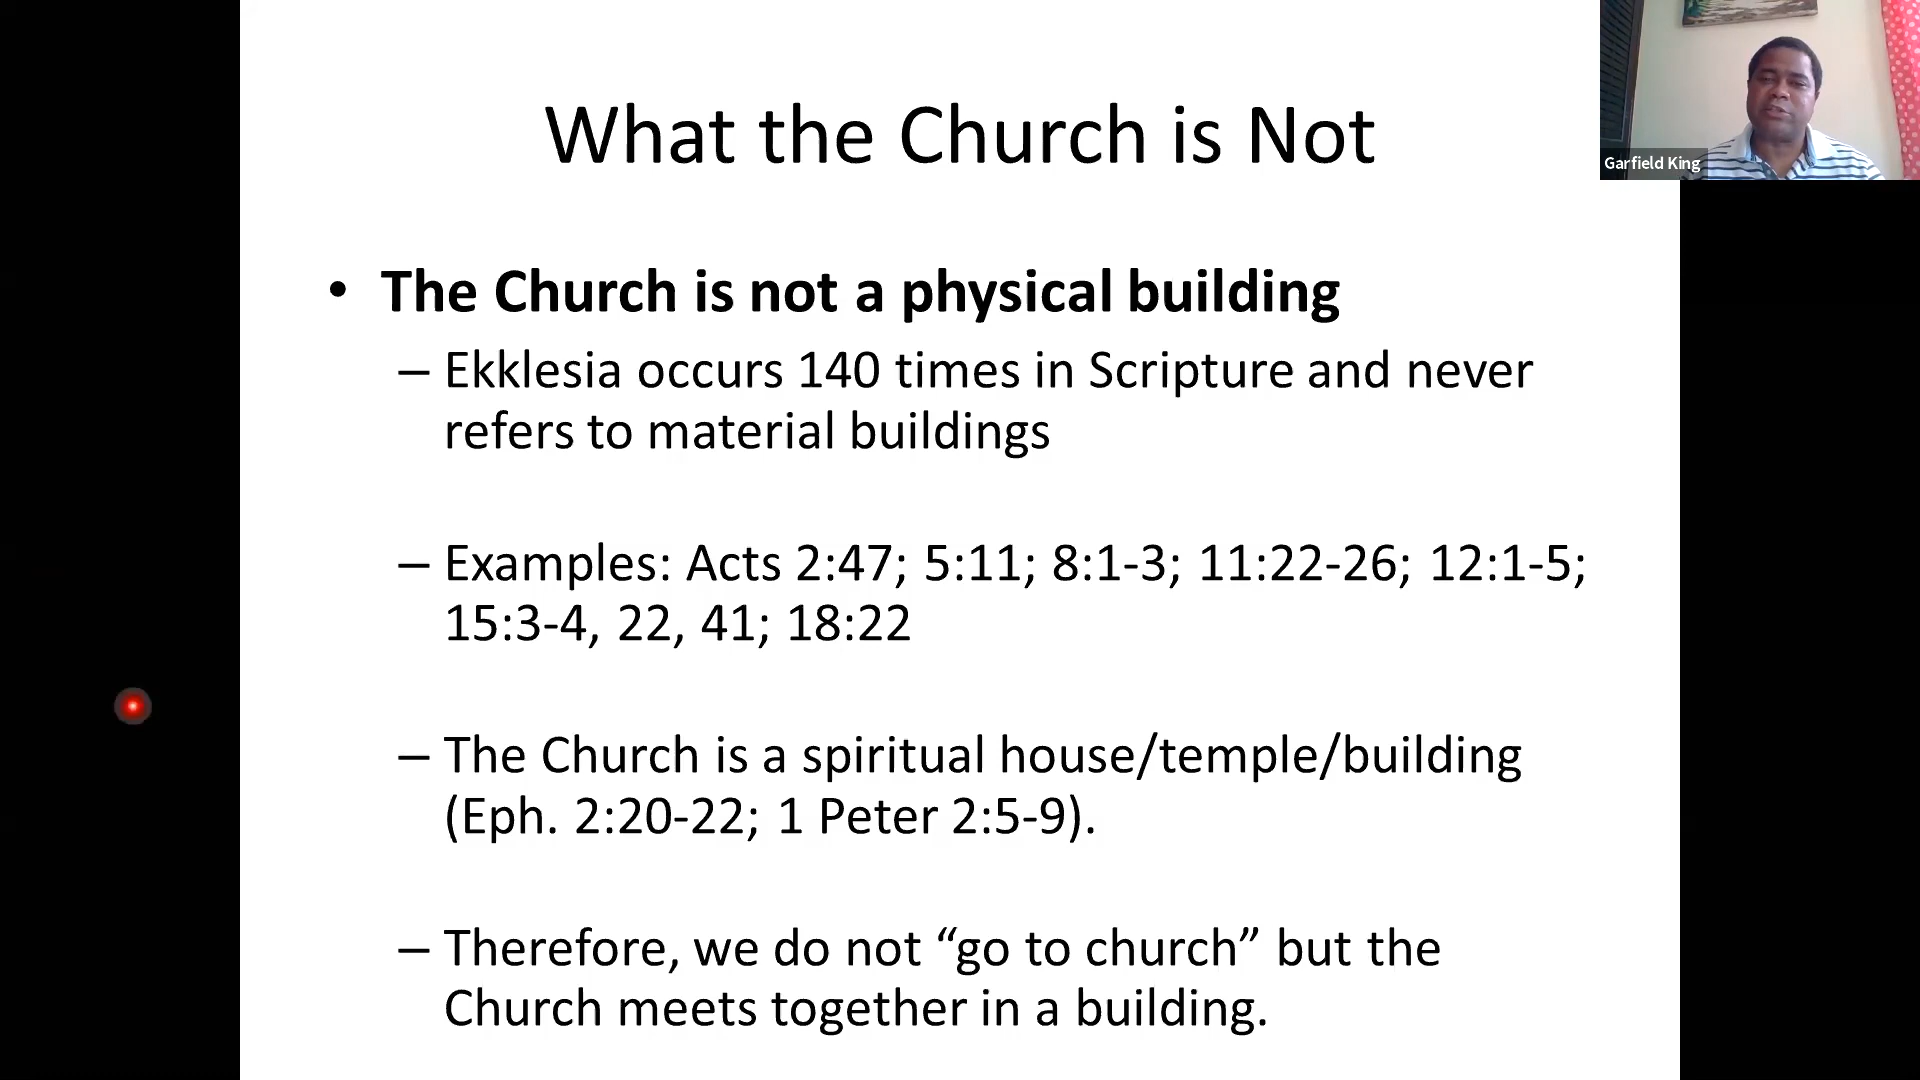 What the Church is Not
Garfield King
• The Church is not a physical building
– Ekklesia occurs 140 times in Scripture and never
refers to material buildings
– Examples: Acts 2:47; 5:11; 8:1-3; 11:22-26; 12:1-5;
15:3-4, 22, 41; 18:22
– The Church is a spiritual house/temple/building
(Eph. 2:20-22; 1 Peter 2:5-9).
– Therefore, we do not “go to church” but the
Church meets together in a building.